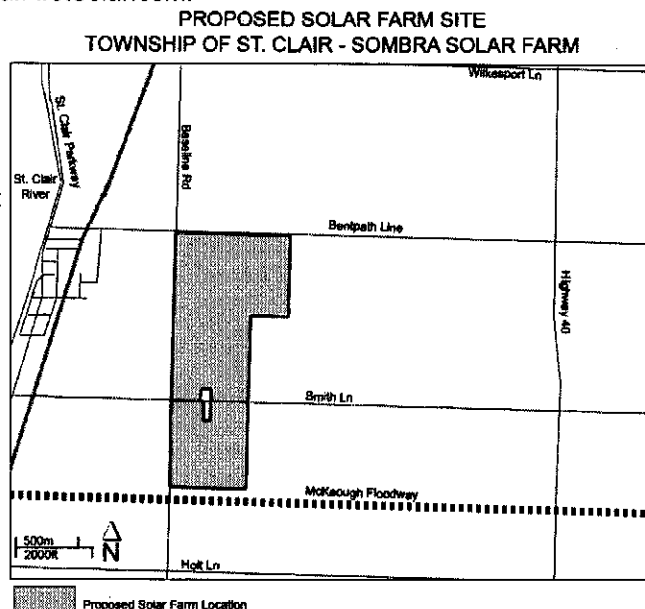 PROPOSED SOLAR FARM SITE
TOWNSHIP OF ST. CLAIR - SOMBRA SOLAR FARM
Wilkesport Ln
St. Clair Parkway
Baseline Rd
St. Clair
River
Bentpath Line
Highway 40
Smith Ln
McKeough Floodway
500m
2000ft
N
Holt Ln
Proposed Solar Farm Location